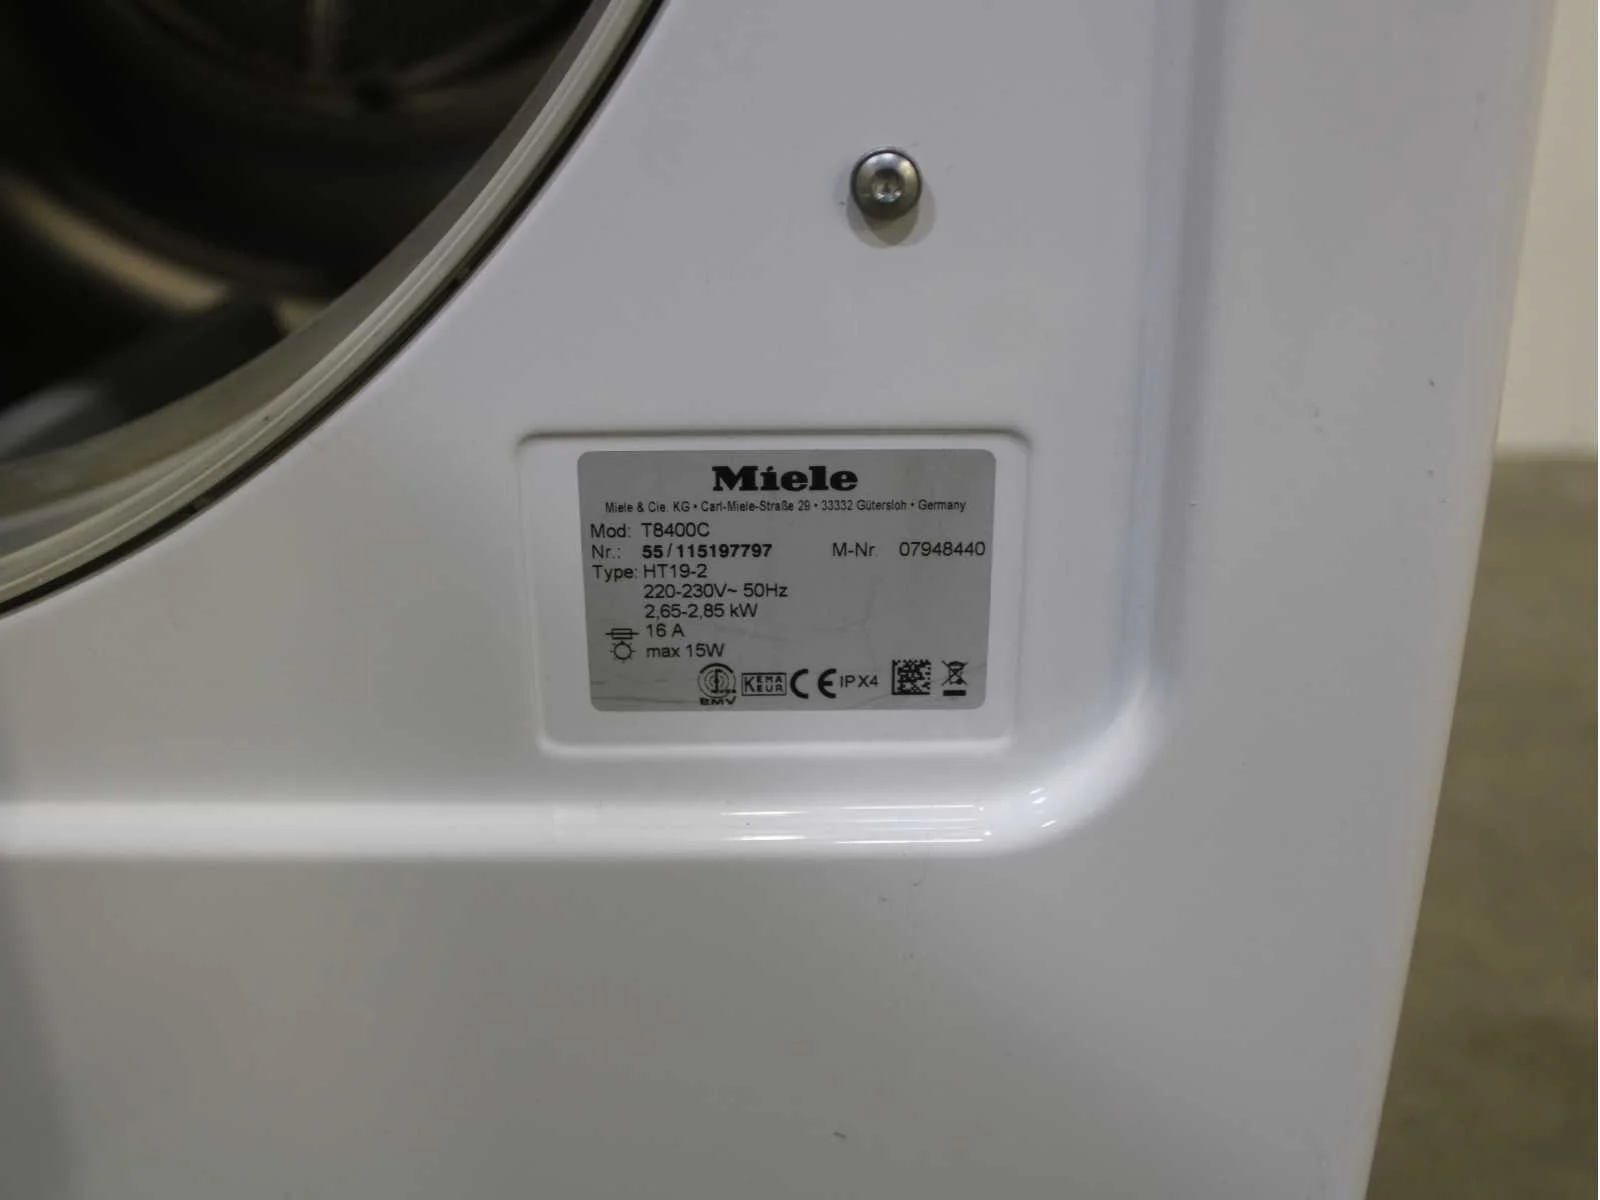 Miele
Miele & Cie. KG • Carl-Miele-Straße 29 • 33332 Gütersloh • Germany
Mod: T8400C
Nr.: 55/115197797 M-Nr. 07948440
Type: HT19-2
220-230V~ 50Hz
2,65-2,85 kW
16 A
max 15W
EMV KEMA EUR CE IPX4